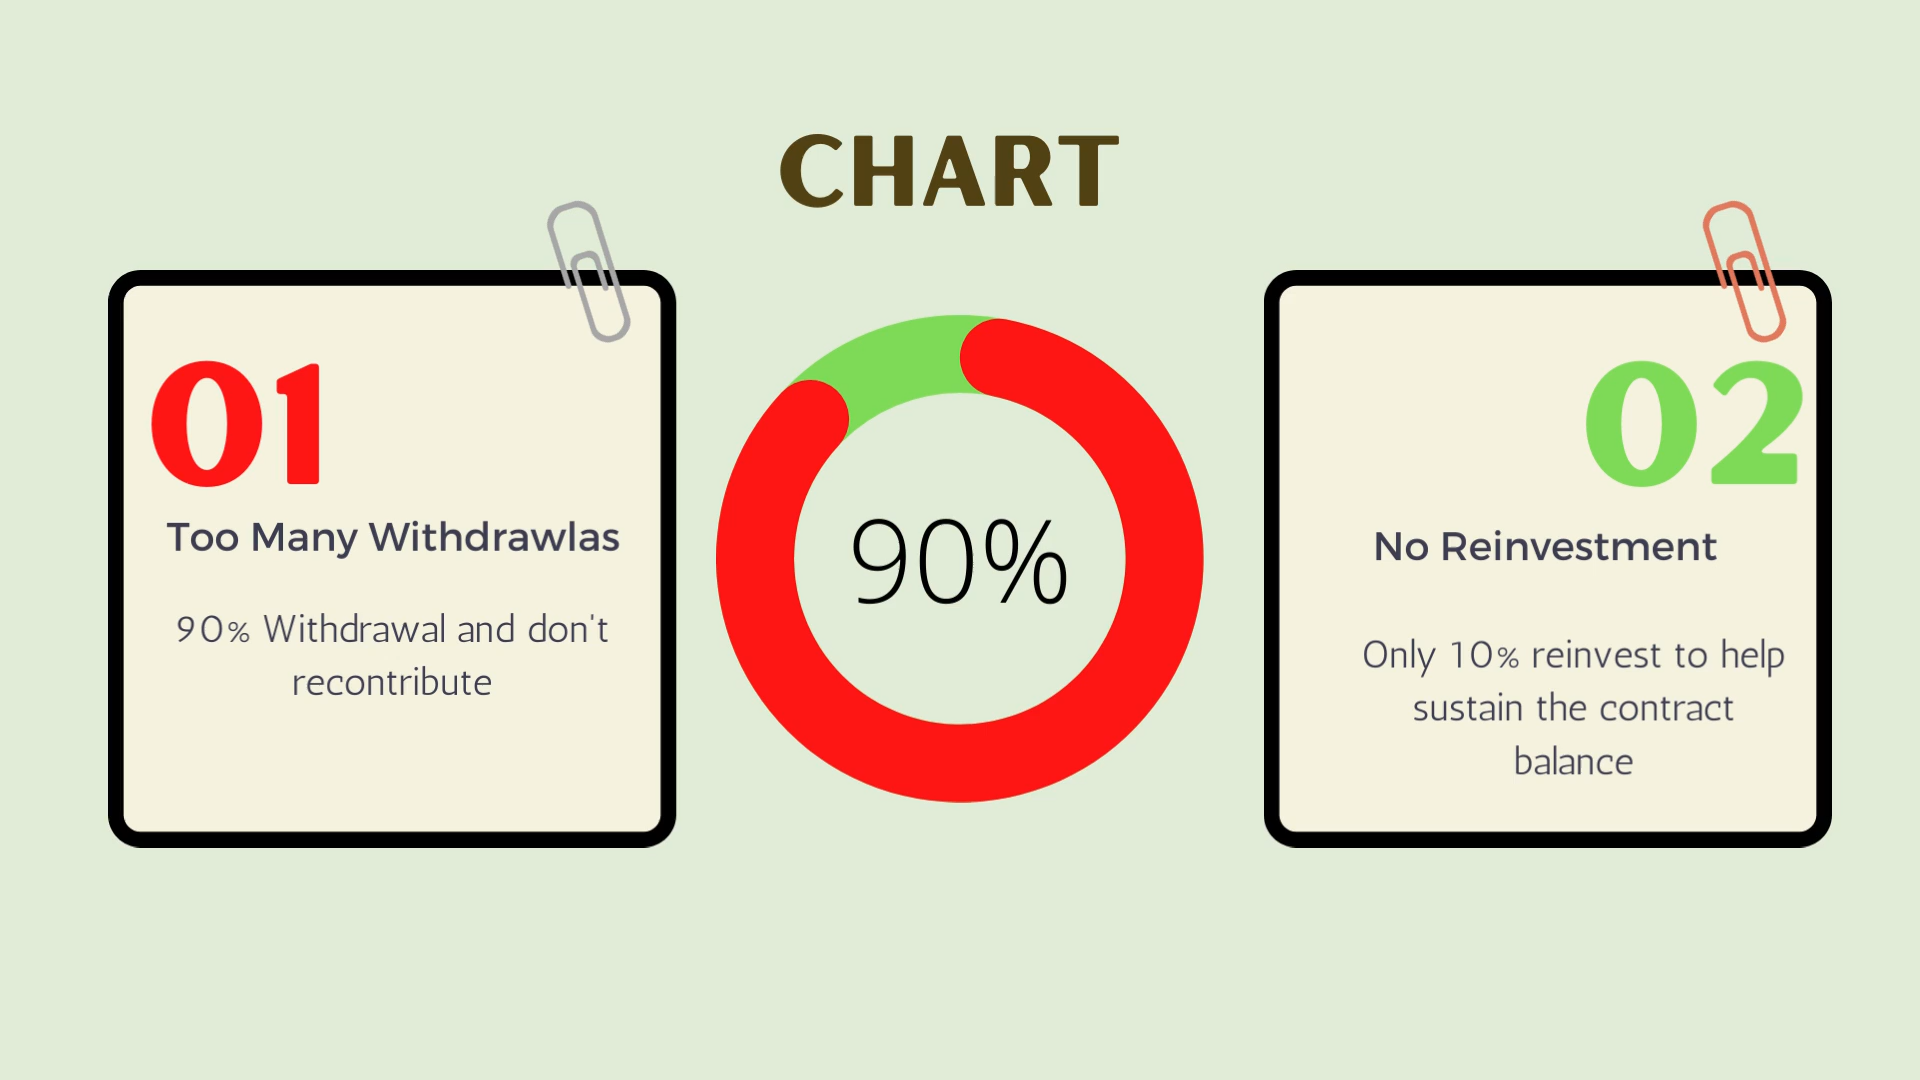 CHART
01
Too Many Withdrawlas
90% Withdrawal and don't
recontribute
90%
02
No Reinvestment
Only 10% reinvest to help
sustain the contract
balance